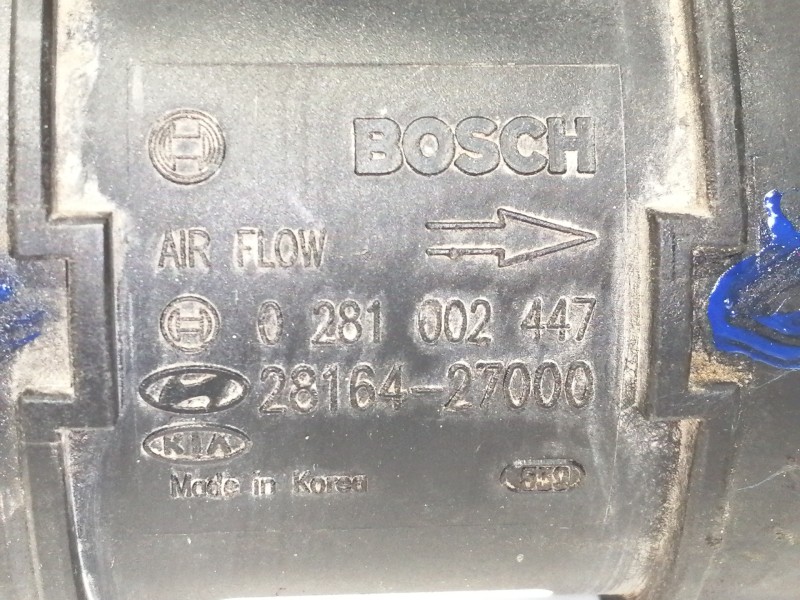 BOSCH
AIR FLOW
0 281 002 447
28164-27000
KIA
Made in Korea